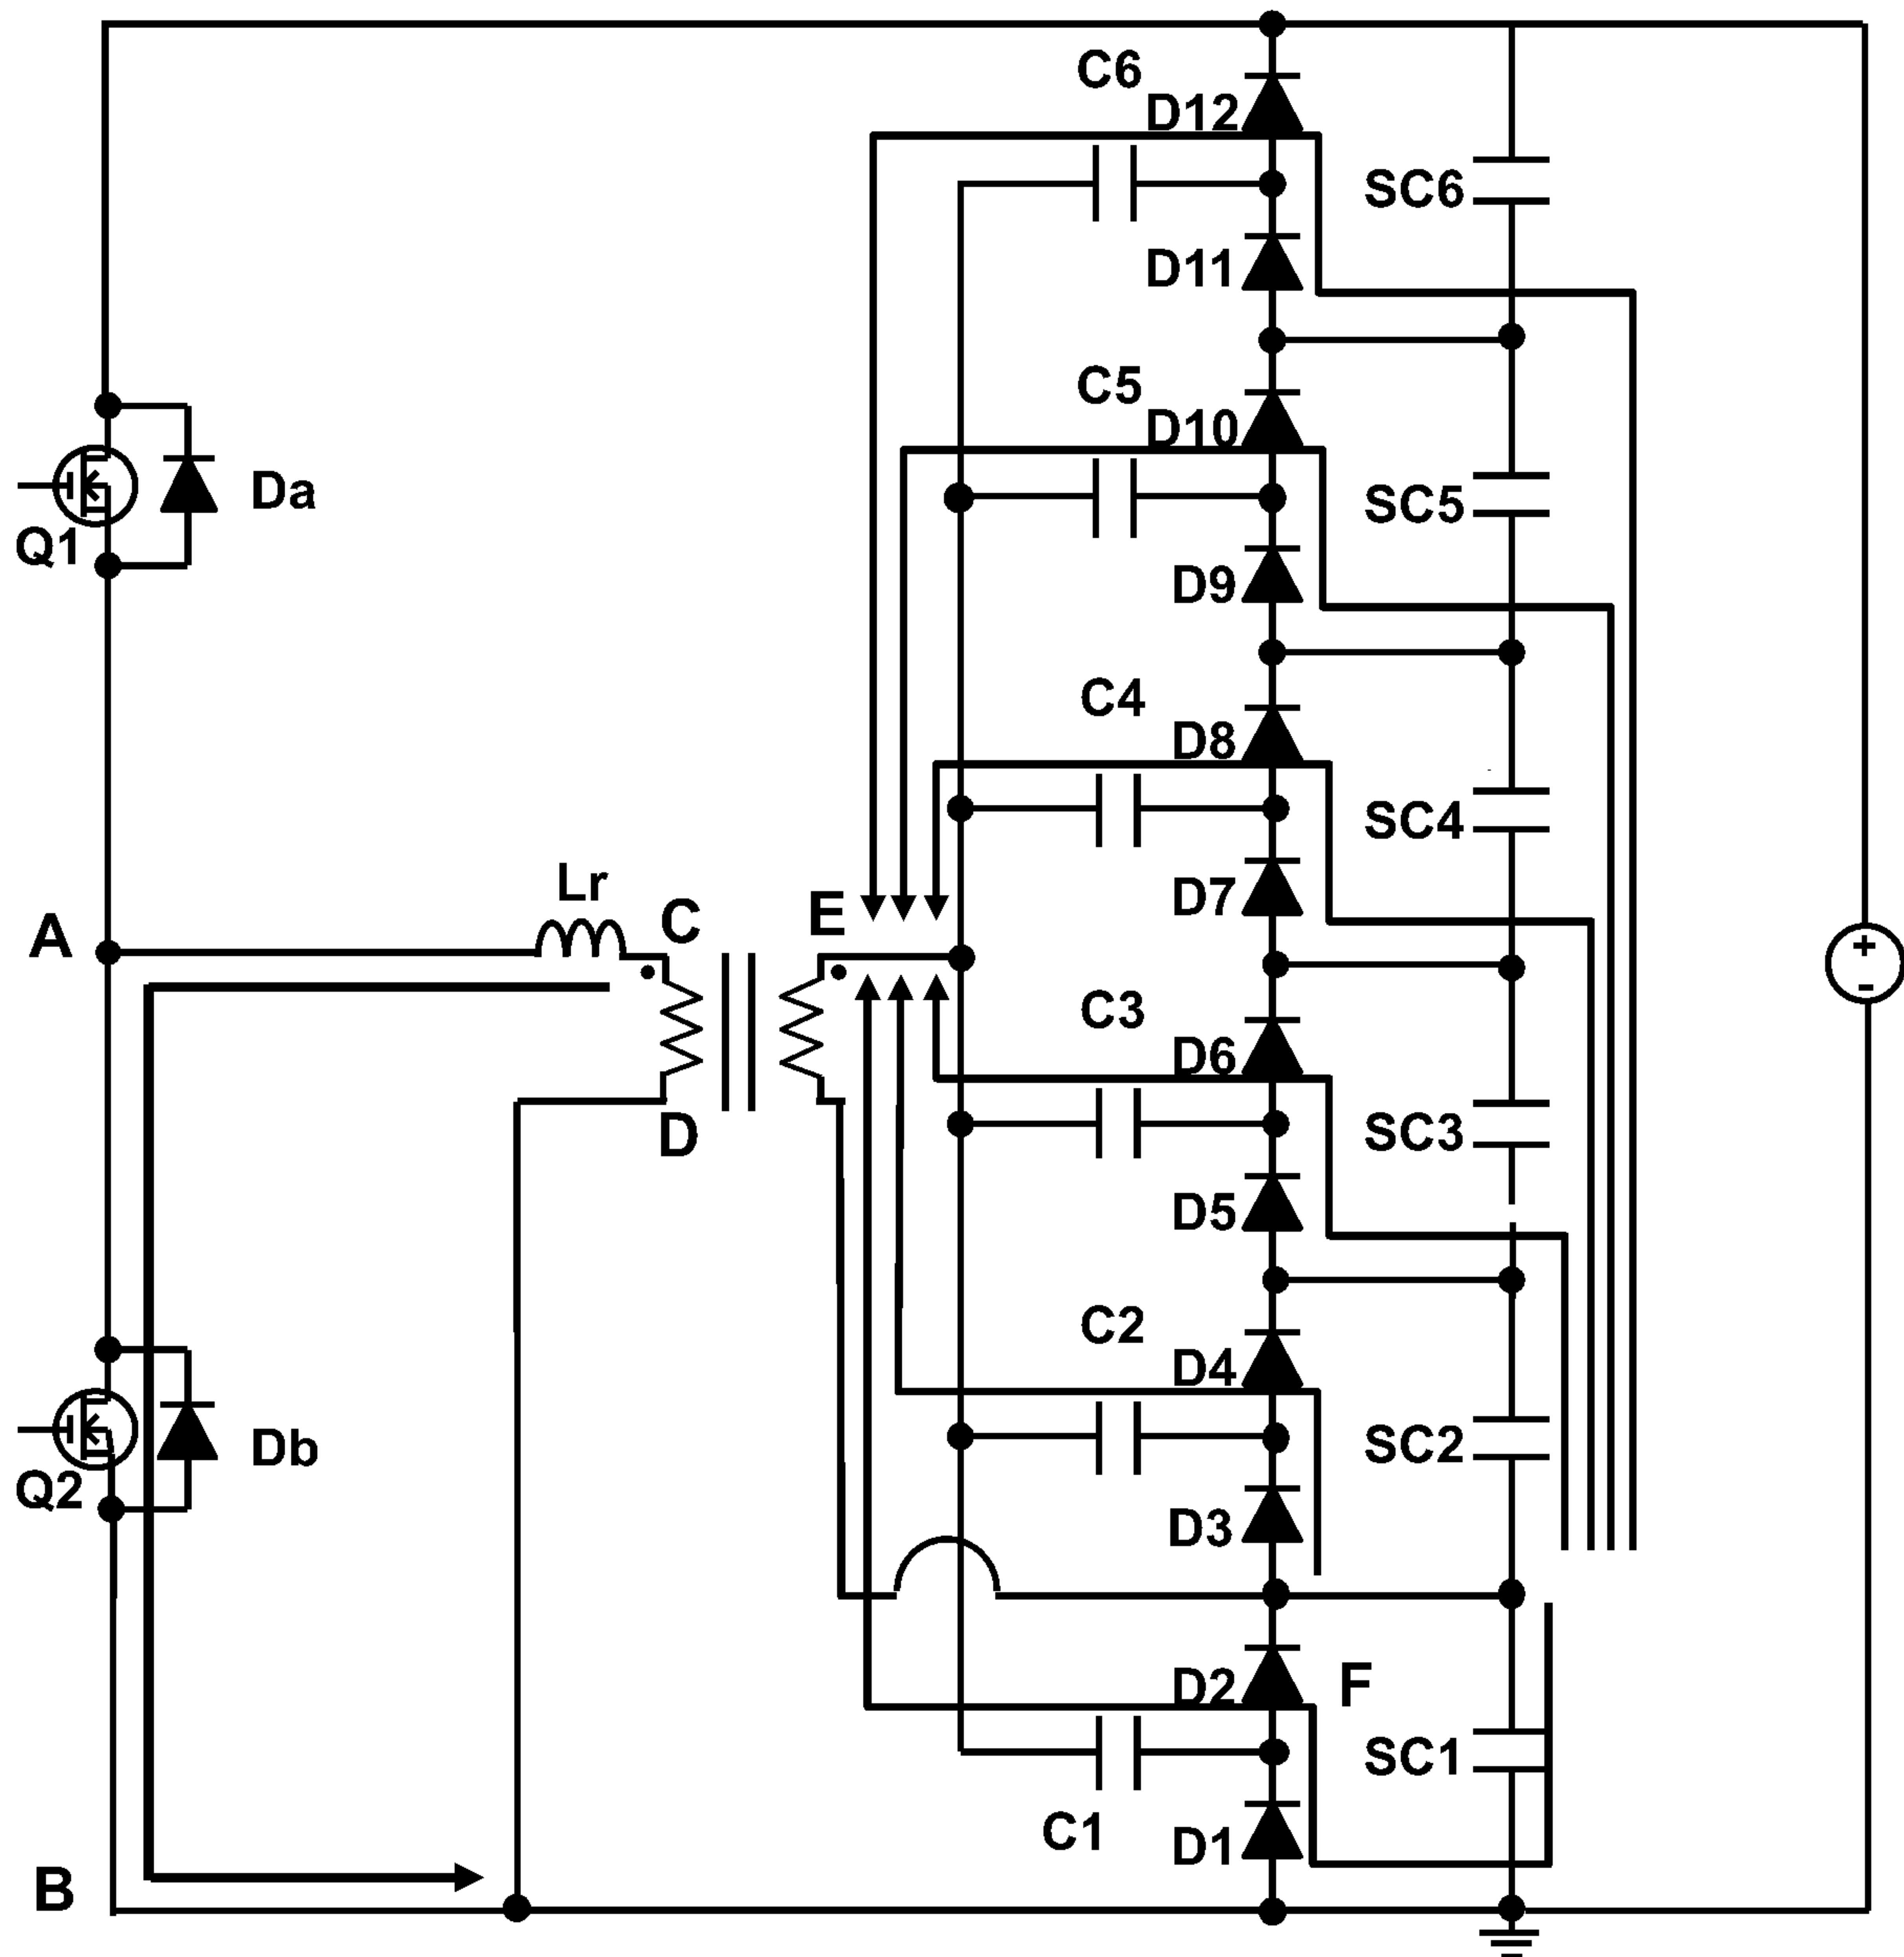 C6
D12
SC6
D11
C5
D10
Da
SC5
Q1
D9
C4
D8
SC4
Lr
D7
C
E
A
+
-
C3
D6
D
SC3
D5
C2
D4
Db
SC2
Q2
D3
D2
F
SC1
C1
D1
B